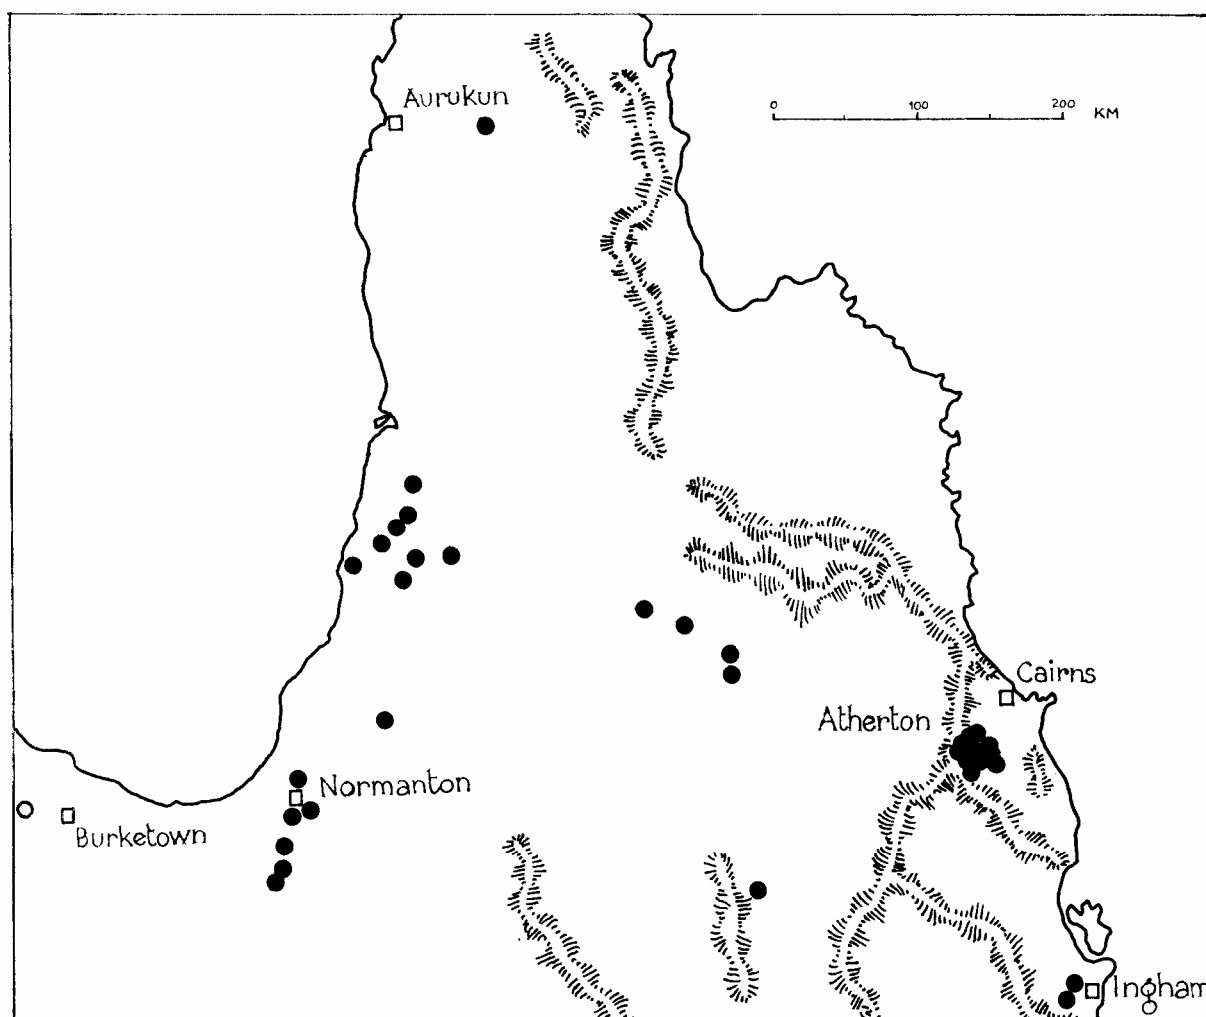 Aurukun
0 100 200 KM
Cairns
Atherton
Normanton
Burketown
Ingham